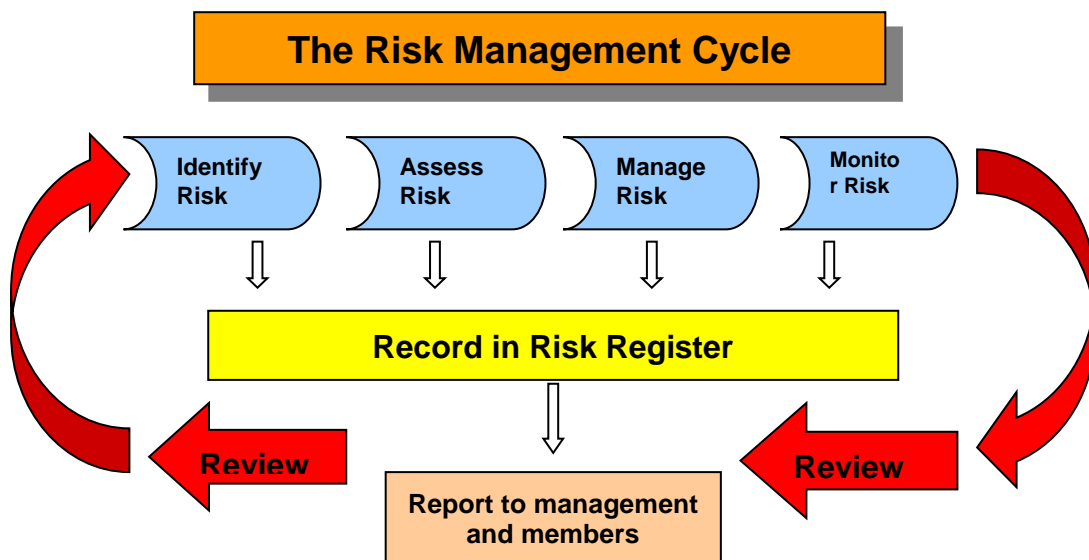 The Risk Management Cycle
Identify
Risk
Assess
Risk
Manage
Risk
Monito
r Risk
Record in Risk Register
Review
Review
Report to management
and members